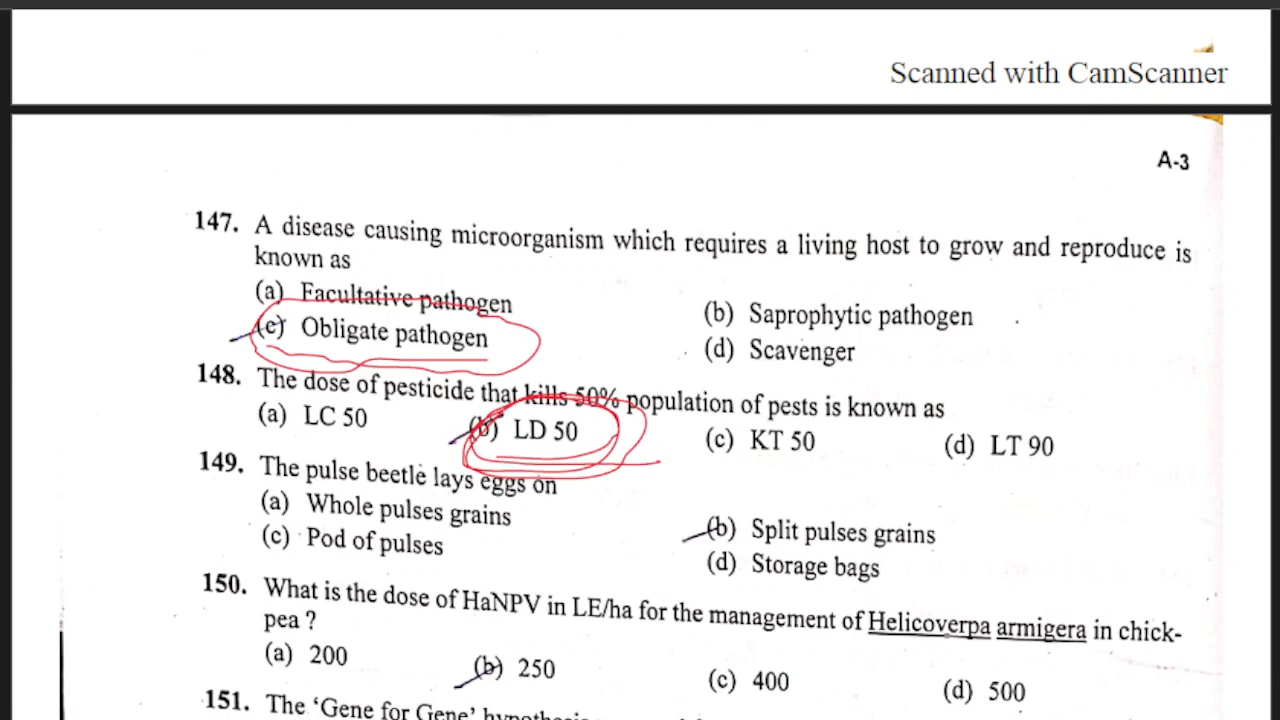 Scanned with CamScanner
A-3
147. A disease causing microorganism which requires a living host to grow and reproduce is
known as
(a) Facultative pathogen
(b) Saprophytic pathogen
(c) Obligate pathogen
(d) Scavenger
148. The dose of pesticide that kills 50% population of pests is known as
(a) LC 50 (b) LD 50 (c) KT 50 (d) LT 90
149. The pulse beetle lays eggs on
(a) Whole pulses grains (b) Split pulses grains
(c) Pod of pulses (d) Storage bags
150. What is the dose of HaNPV in LE/ha for the management of Helicoverpa armigera in chick-
pea ?
(a) 200 (b) 250 (c) 400 (d) 500
151. The ‘Gene for Gene’